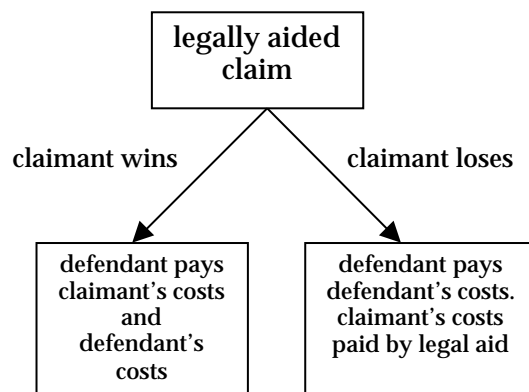 legally aided
claim
claimant wins
claimant loses
defendant pays
claimant’s costs
and
defendant’s
costs
defendant pays
defendant’s costs.
claimant’s costs
paid by legal aid